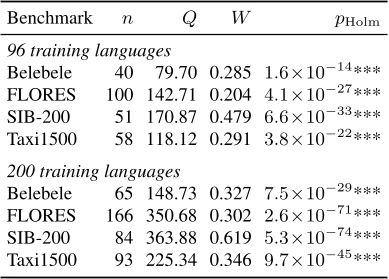 Benchmark n Q W pHolm
96 training languages
Belebele 40 79.70 0.285 1.6×10⁻¹⁴***
FLORES 100 142.71 0.204 4.1×10⁻²⁷***
SIB-200 51 170.87 0.479 6.6×10⁻³³***
Taxi1500 58 118.12 0.291 3.8×10⁻²²***
200 training languages
Belebele 65 148.73 0.327 7.5×10⁻²⁹***
FLORES 166 350.68 0.302 2.6×10⁻⁷¹***
SIB-200 84 363.88 0.619 5.3×10⁻⁷⁴***
Taxi1500 93 225.34 0.346 9.7×10⁻⁴⁵***